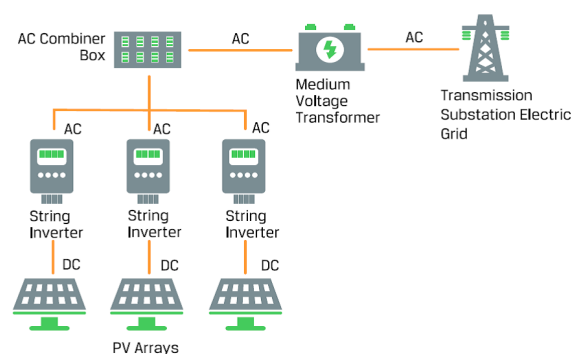 AC Combiner
Box
AC
AC
Medium
Voltage
Transformer
Transmission
Substation Electric
Grid
AC
AC
AC
String
Inverter
String
Inverter
String
Inverter
DC
DC
DC
PV Arrays